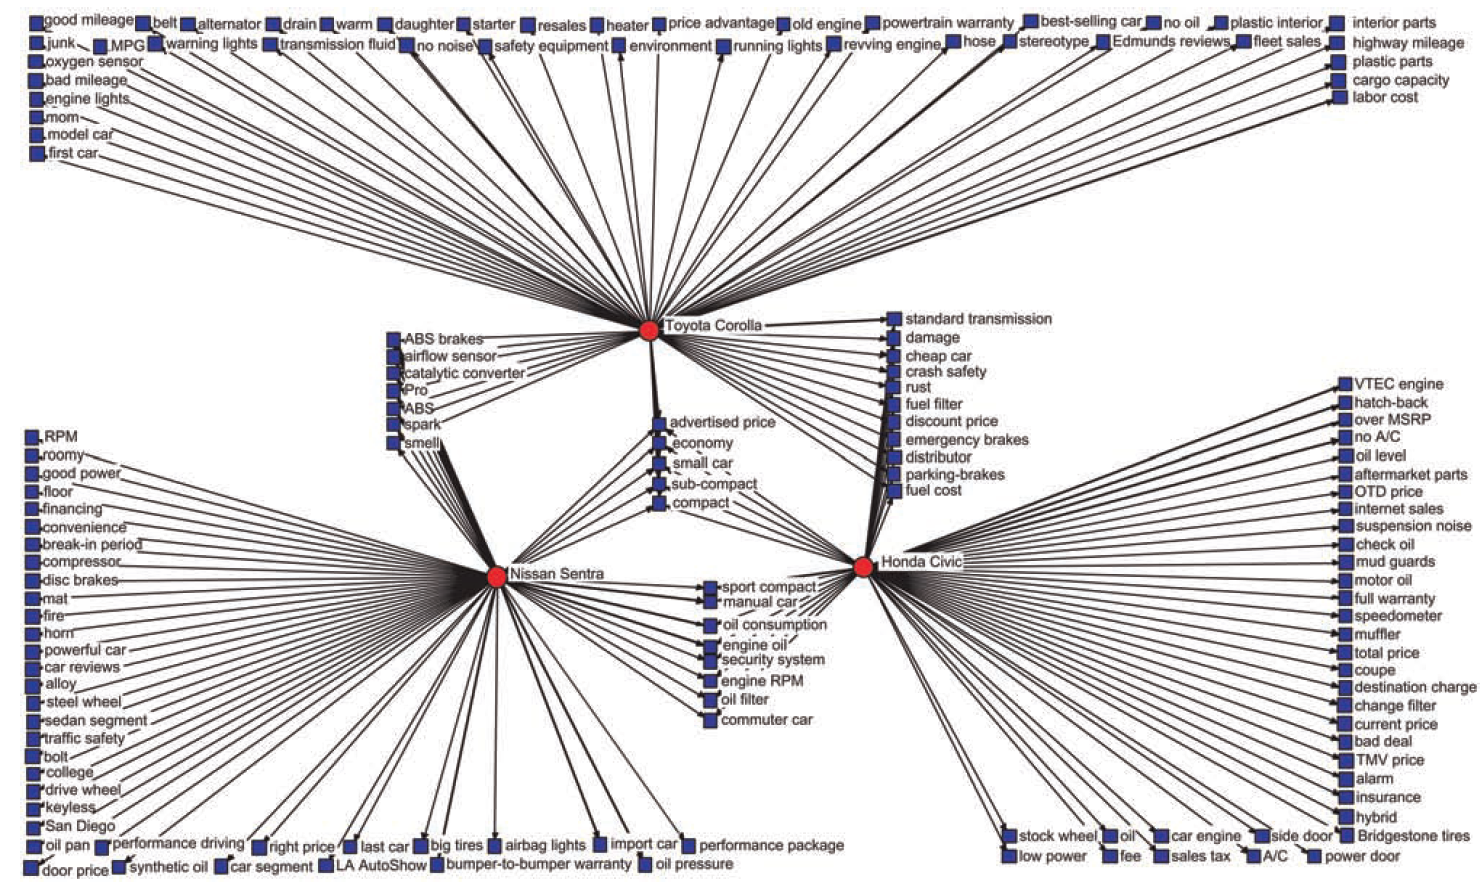 good mileage belt alternator drain warm daughter starter resales heater price advantage old engine powertrain warranty best-selling car no oil plastic interior interior parts
junk MPG warning lights transmission fluid no noise safety equipment environment running lights revving engine hose stereotype Edmunds reviews fleet sales highway mileage
oxygen sensor
bad mileage
engine lights
mom
model car
first car
plastic parts
cargo capacity
labor cost
Toyota Corolla
ABS brakes
airflow sensor
catalytic converter
Pro
ABS
spark
smell
standard transmission
damage
cheap car
crash safety
rust
fuel filter
discount price
emergency brakes
distributor
parking-brakes
fuel cost
advertised price
economy
small car
sub-compact
compact
Nissan Sentra
Honda Civic
sport compact
manual car
oil consumption
engine oil
security system
engine RPM
oil filter
commuter car
RPM
roomy
good power
floor
financing
convenience
break-in period
compressor
disc brakes
mat
fire
horn
powerful car
car reviews
alloy
steel wheel
sedan segment
traffic safety
bolt
college
drive wheel
keyless
San Diego
oil pan performance driving right price last car big tires airbag lights import car performance package
door price synthetic oil car segment LA AutoShow bumper-to-bumper warranty oil pressure
VTEC engine
hatch-back
over MSRP
no A/C
oil level
aftermarket parts
OTD price
internet sales
suspension noise
check oil
mud guards
motor oil
full warranty
speedometer
muffler
total price
coupe
destination charge
change filter
current price
bad deal
TMV price
alarm
insurance
hybrid
stock wheel oil car engine side door Bridgestone tires
low power fee sales tax A/C power door